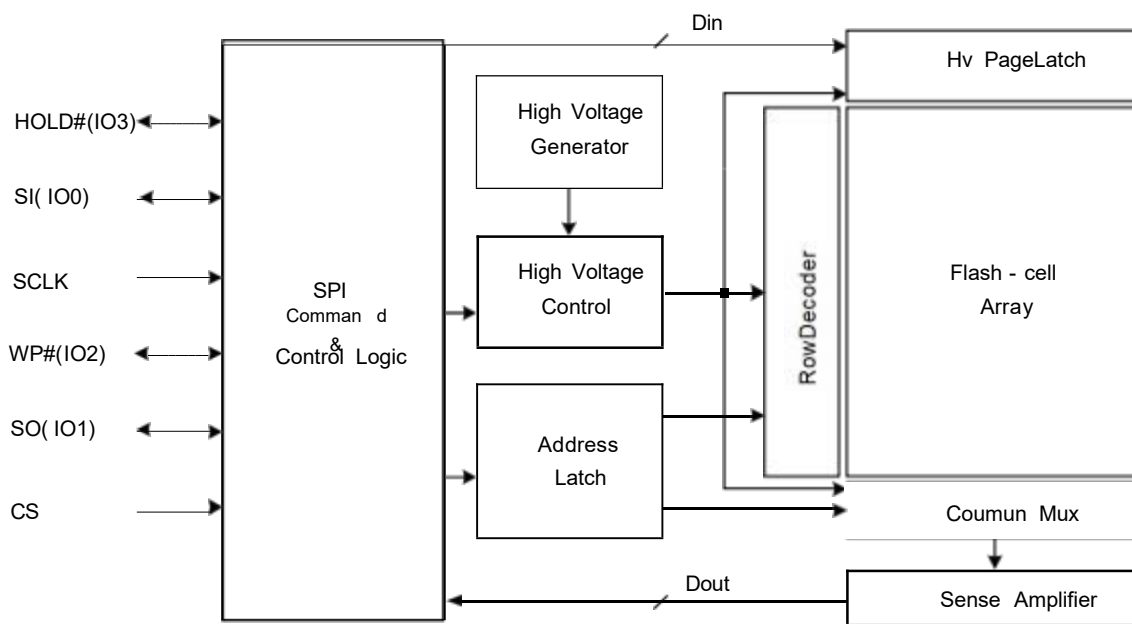 Din
Hv PageLatch
High Voltage
Generator
HOLD#(IO3)
SI( IO0)
SCLK
WP#(IO2)
SO( IO1)
CS
SPI
Comman d
&
Control Logic
High Voltage
Control
RowDecoder
Flash - cell
Array
Address
Latch
Coumun Mux
Dout
Sense Amplifier